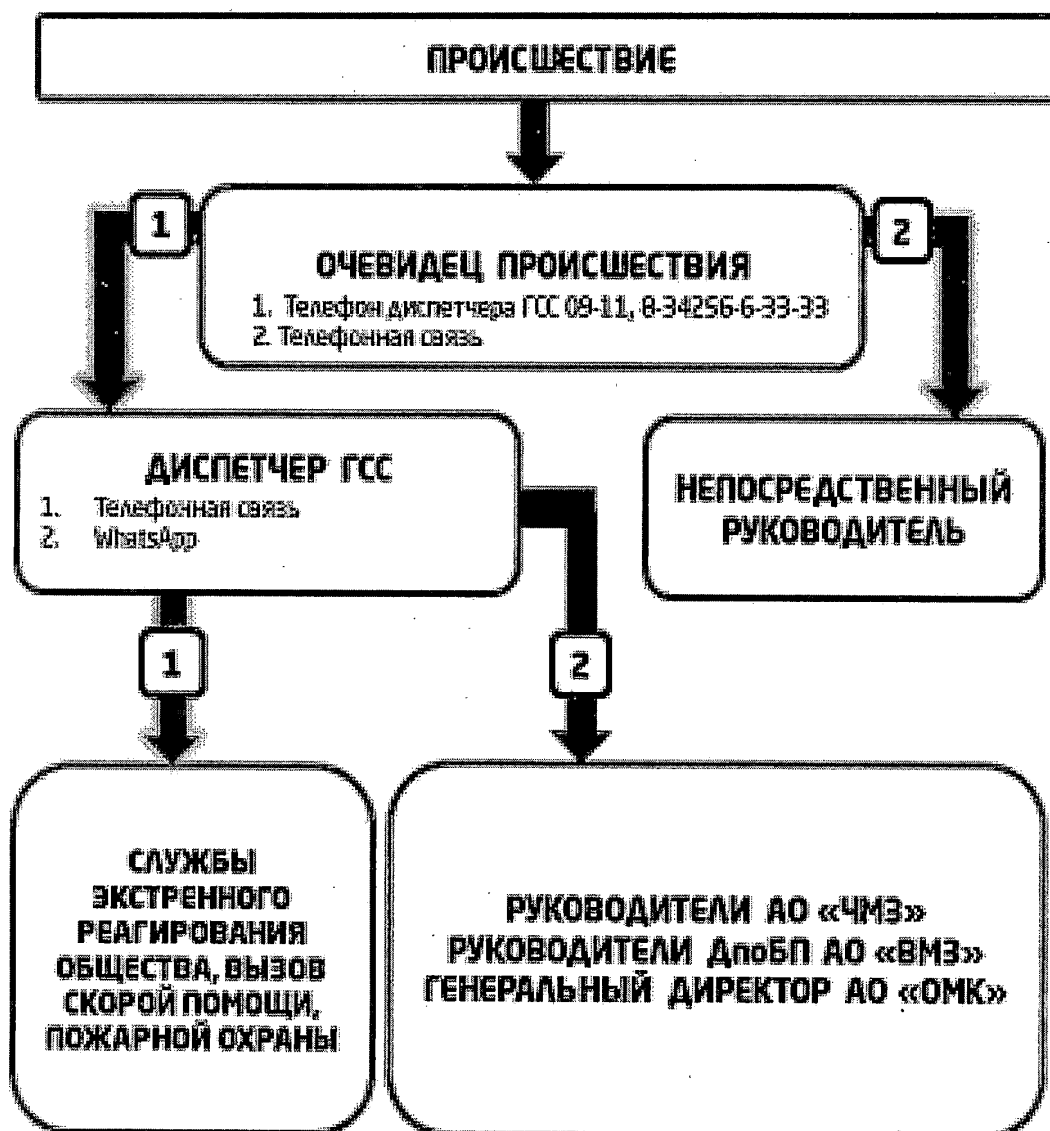 ПРОИСШЕСТВИЕ
1
2
ОЧЕВИДЕЦ ПРОИСШЕСТВИЯ
1. Телефон диспетчера ГСС 09-11, 8-34256-6-33-33
2. Телефонная связь
ДИСПЕТЧЕР ГСС
1. Телефонная связь
2. WhatsApp
НЕПОСРЕДСТВЕННЫЙ
РУКОВОДИТЕЛЬ
1
2
СЛУЖБЫ
ЭКСТРЕННОГО
РЕАГИРОВАНИЯ
ОБЩЕСТВА, ВЫЗОВ
СКОРОЙ ПОМОЩИ,
ПОЖАРНОЙ ОХРАНЫ
РУКОВОДИТЕЛИ АО «ЧМЗ»
РУКОВОДИТЕЛИ ДпоБП АО «ВМЗ»
ГЕНЕРАЛЬНЫЙ ДИРЕКТОР АО «ОМК»